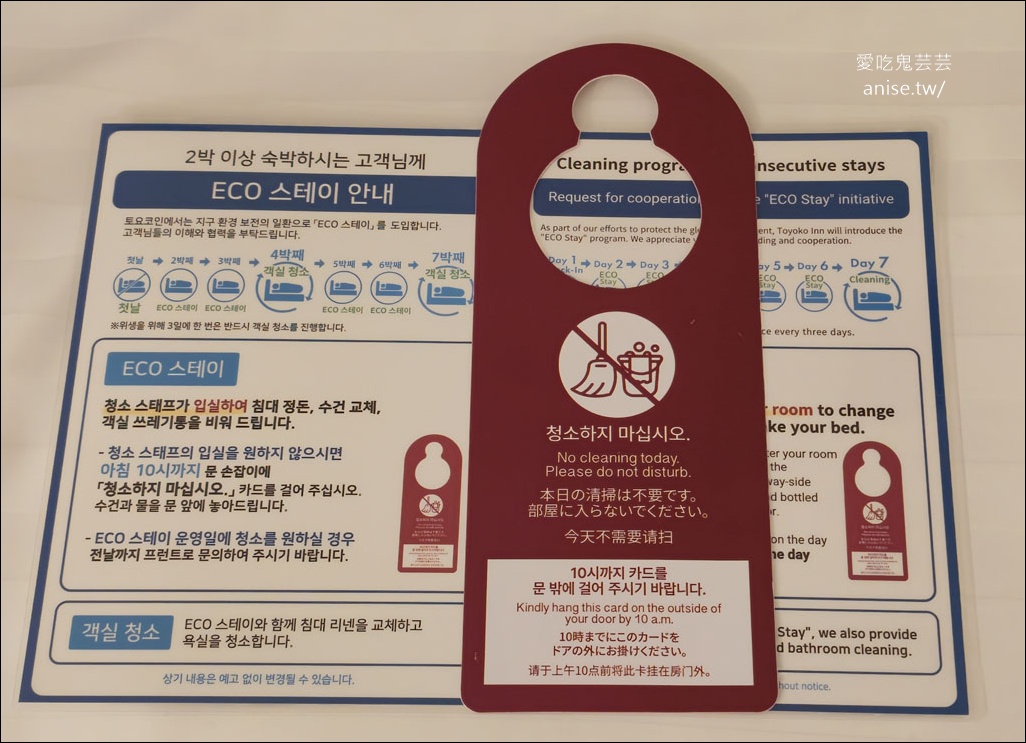 愛吃鬼芸芸
anise.tw/
2박 이상 숙박하시는 고객님께
ECO 스테이 안내
토요코인에서는 지구 환경 보전의 일환으로 「ECO 스테이」를 도입합니다.
고객님들의 이해와 협력을 부탁드립니다.
첫날 → 2박째 → 3박째 → 4박째 → 5박째 → 6박째 → 7박째
객실 청소 객실 청소
첫날 ECO 스테이 ECO 스테이 ECO 스테이 ECO 스테이
※위생을 위해 3일에 한 번은 반드시 객실 청소를 진행합니다.
ECO 스테이
청소 스태프가 입실하여 침대 정돈, 수건 교체,
객실 쓰레기통을 비워 드립니다.
- 청소 스태프의 입실을 원하지 않으시면
아침 10시까지 문 손잡이에
「청소하지 마십시오.」 카드를 걸어 주십시오.
수건과 물을 문 앞에 놓아드립니다.
- ECO 스테이 운영일에 청소를 원하실 경우
전날까지 프런트로 문의하여 주시기 바랍니다.
객실 청소
ECO 스테이와 함께 침대 리넨을 교체하고
욕실을 청소합니다.
상기 내용은 예고 없이 변경될 수 있습니다.
청소하지 마십시오.
No cleaning today.
Please do not disturb.
本日の清掃は不要です。
部屋に入らないでください。
今天不需要请扫
10시까지 카드를
문 밖에 걸어 주시기 바랍니다.
Kindly hang this card on the outside of
your door by 10 a.m.
10時までにこのカードを
ドアの外にお掛けください。
请于上午10点前将此卡挂在房门外。
Cleaning progra nsecutive stays
Request for cooperation "ECO Stay" initiative
As part of our efforts to protect the gl ent, Toyoko Inn will introduce the
"ECO Stay" program. We appreciate ding and cooperation.
Day 1 → Day 2 → Day 3 → ay 5 → Day 6 → Day 7
ck-In ECO Stay ECO Stay ECO Stay Cleaning
ce every three days.
r room to change
ke your bed.
ter your room
the
way-side
d bottled
r.
on the day
he day
Stay", we also provide
d bathroom cleaning.
hout notice.